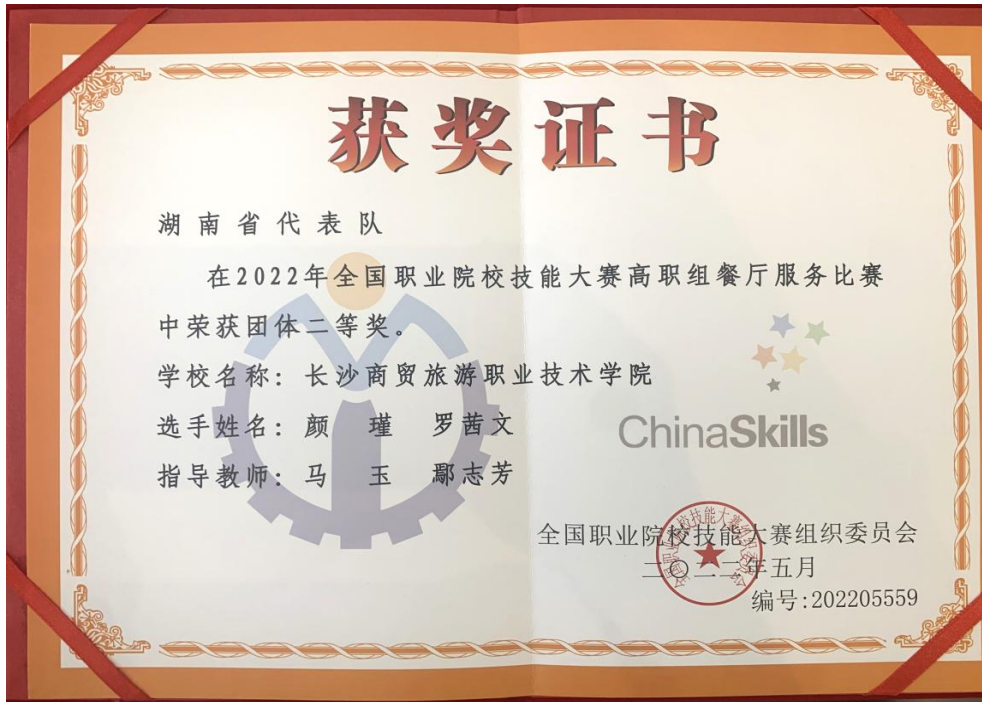 获奖证书
湖南省代表队
在2022年全国职业院校技能大赛高职组餐厅服务比赛
中荣获团体二等奖。
学校名称：长沙商贸旅游职业技术学院
选手姓名：颜 瑾 罗茜文
指导教师：马 玉 鄢志芳
ChinaSkills
全国职业院校技能大赛组织委员会
二〇二二年五月
编号:202205559